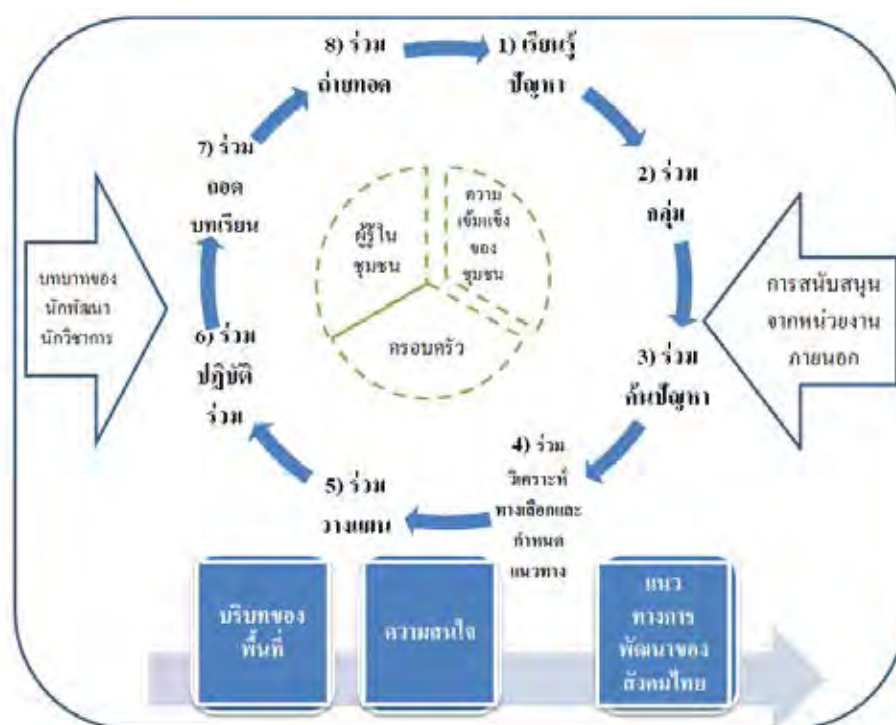 8) ร่วม
ถ่ายทอด
1) เรียนรู้
ปัญหา
2) ร่วม
กลุ่ม
3) ร่วม
ค้นปัญหา
4) ร่วม
วิเคราะห์
ทางเลือกและ
กำหนด
แนวทาง
5) ร่วม
วางแผน
6) ร่วม
ปฏิบัติ
ร่วม
7) ร่วม
ถอด
บทเรียน
ผู้รู้ใน
ชุมชน
ความ
เข้มแข็ง
ของ
ชุมชน
ครอบครัว
บทบาทของ
นักพัฒนา
นักวิชาการ
การสนับสนุน
จากหน่วยงาน
ภายนอก
บริบทของ
พื้นที่
ความสนใจ
แนว
ทางการ
พัฒนาของ
สังคมไทย